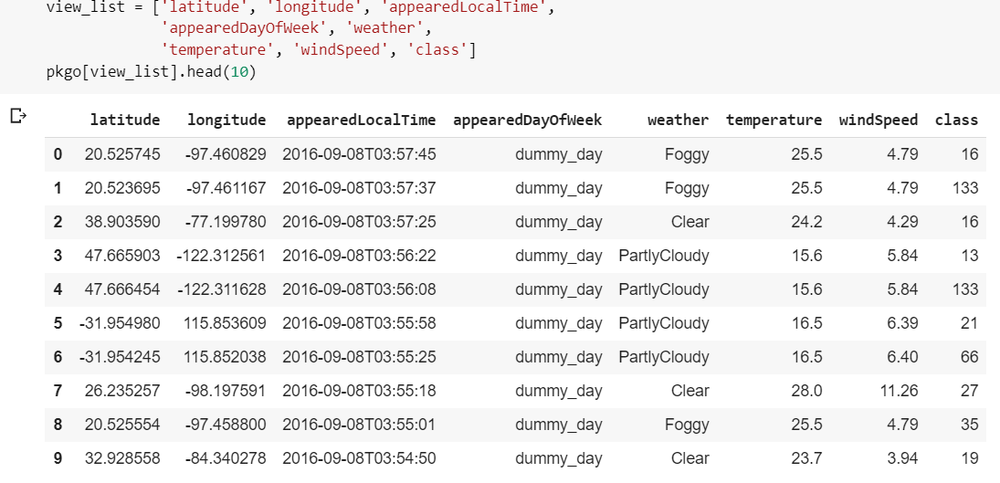 view_list = ['latitude', 'longitude', 'appearedLocalTime',
'appearedDayOfWeek', 'weather',
'temperature', 'windSpeed', 'class']
pkgo[view_list].head(10)
latitude longitude appearedLocalTime appearedDayOfWeek weather temperature windSpeed class
0 20.525745 -97.460829 2016-09-08T03:57:45 dummy_day Foggy 25.5 4.79 16
1 20.523695 -97.461167 2016-09-08T03:57:37 dummy_day Foggy 25.5 4.79 133
2 38.903590 -77.199780 2016-09-08T03:57:25 dummy_day Clear 24.2 4.29 16
3 47.665903 -122.312561 2016-09-08T03:56:22 dummy_day PartlyCloudy 15.6 5.84 13
4 47.666454 -122.311628 2016-09-08T03:56:08 dummy_day PartlyCloudy 15.6 5.84 133
5 -31.954980 115.853609 2016-09-08T03:55:58 dummy_day PartlyCloudy 16.5 6.39 21
6 -31.954245 115.852038 2016-09-08T03:55:25 dummy_day PartlyCloudy 16.5 6.40 66
7 26.235257 -98.197591 2016-09-08T03:55:18 dummy_day Clear 28.0 11.26 27
8 20.525554 -97.458800 2016-09-08T03:55:01 dummy_day Foggy 25.5 4.79 35
9 32.928558 -84.340278 2016-09-08T03:54:50 dummy_day Clear 23.7 3.94 19